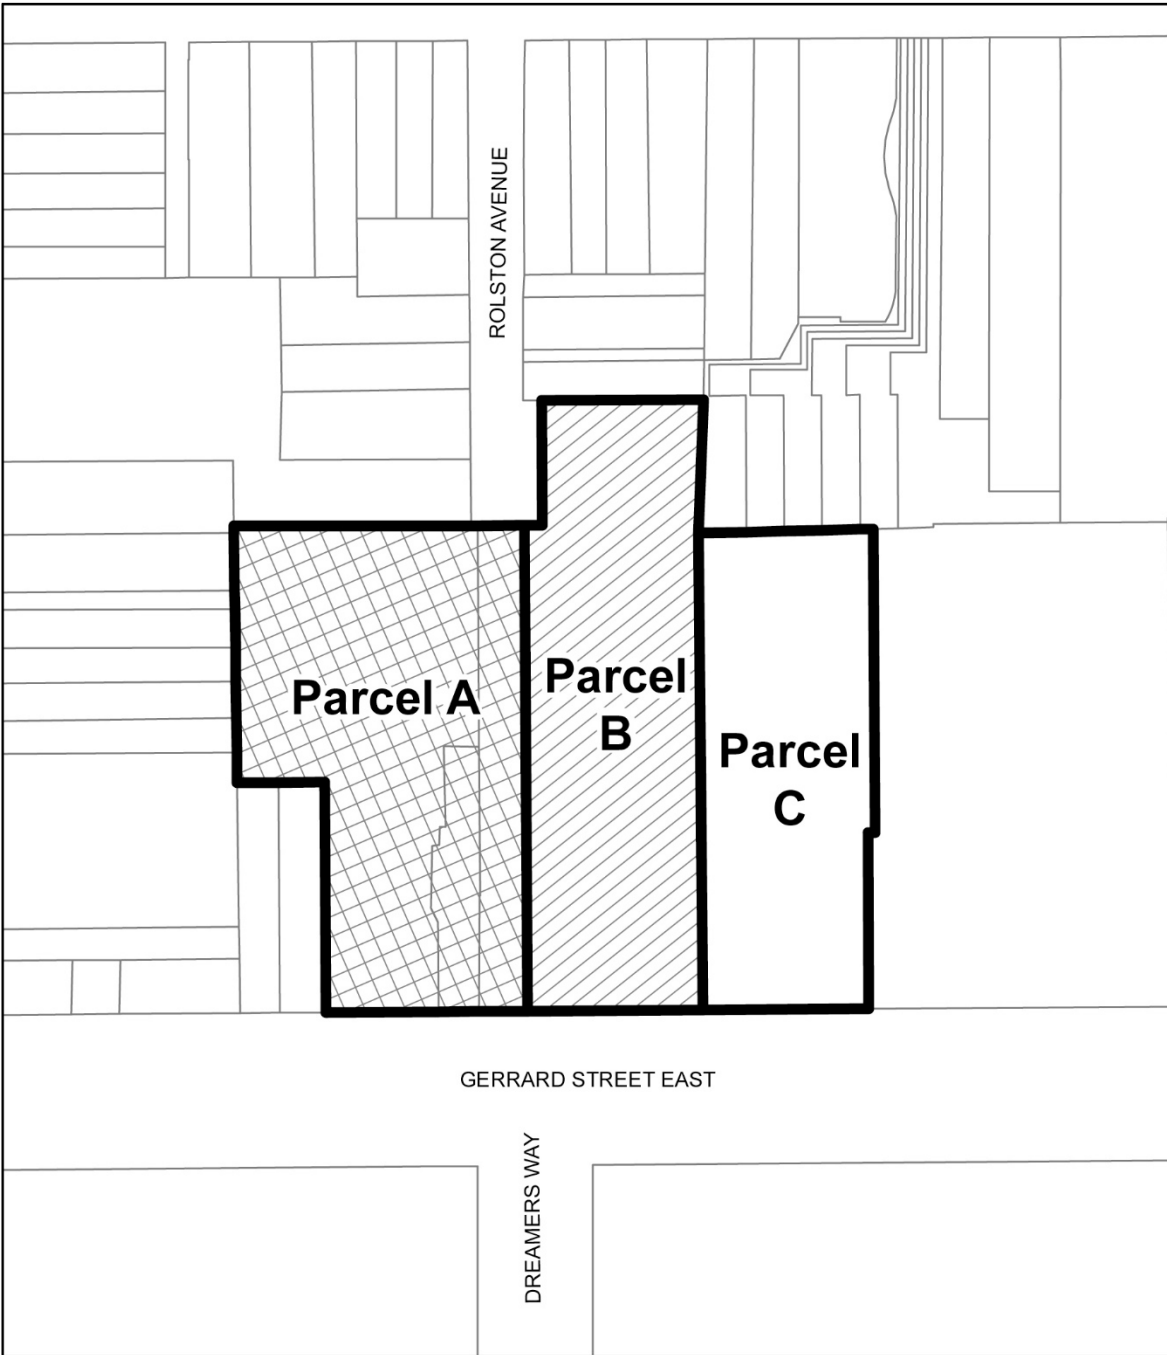 ROLSTON AVENUE
Parcel A
Parcel
B
Parcel
C
GERRARD STREET EAST
DREAMERS WAY